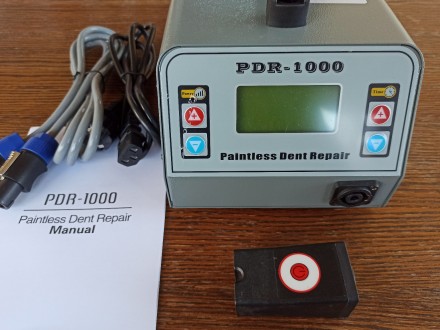 PDR-1000
Power
Time
Paintless Dent Repair
PDR-1000
Paintless Dent Repair
Manual